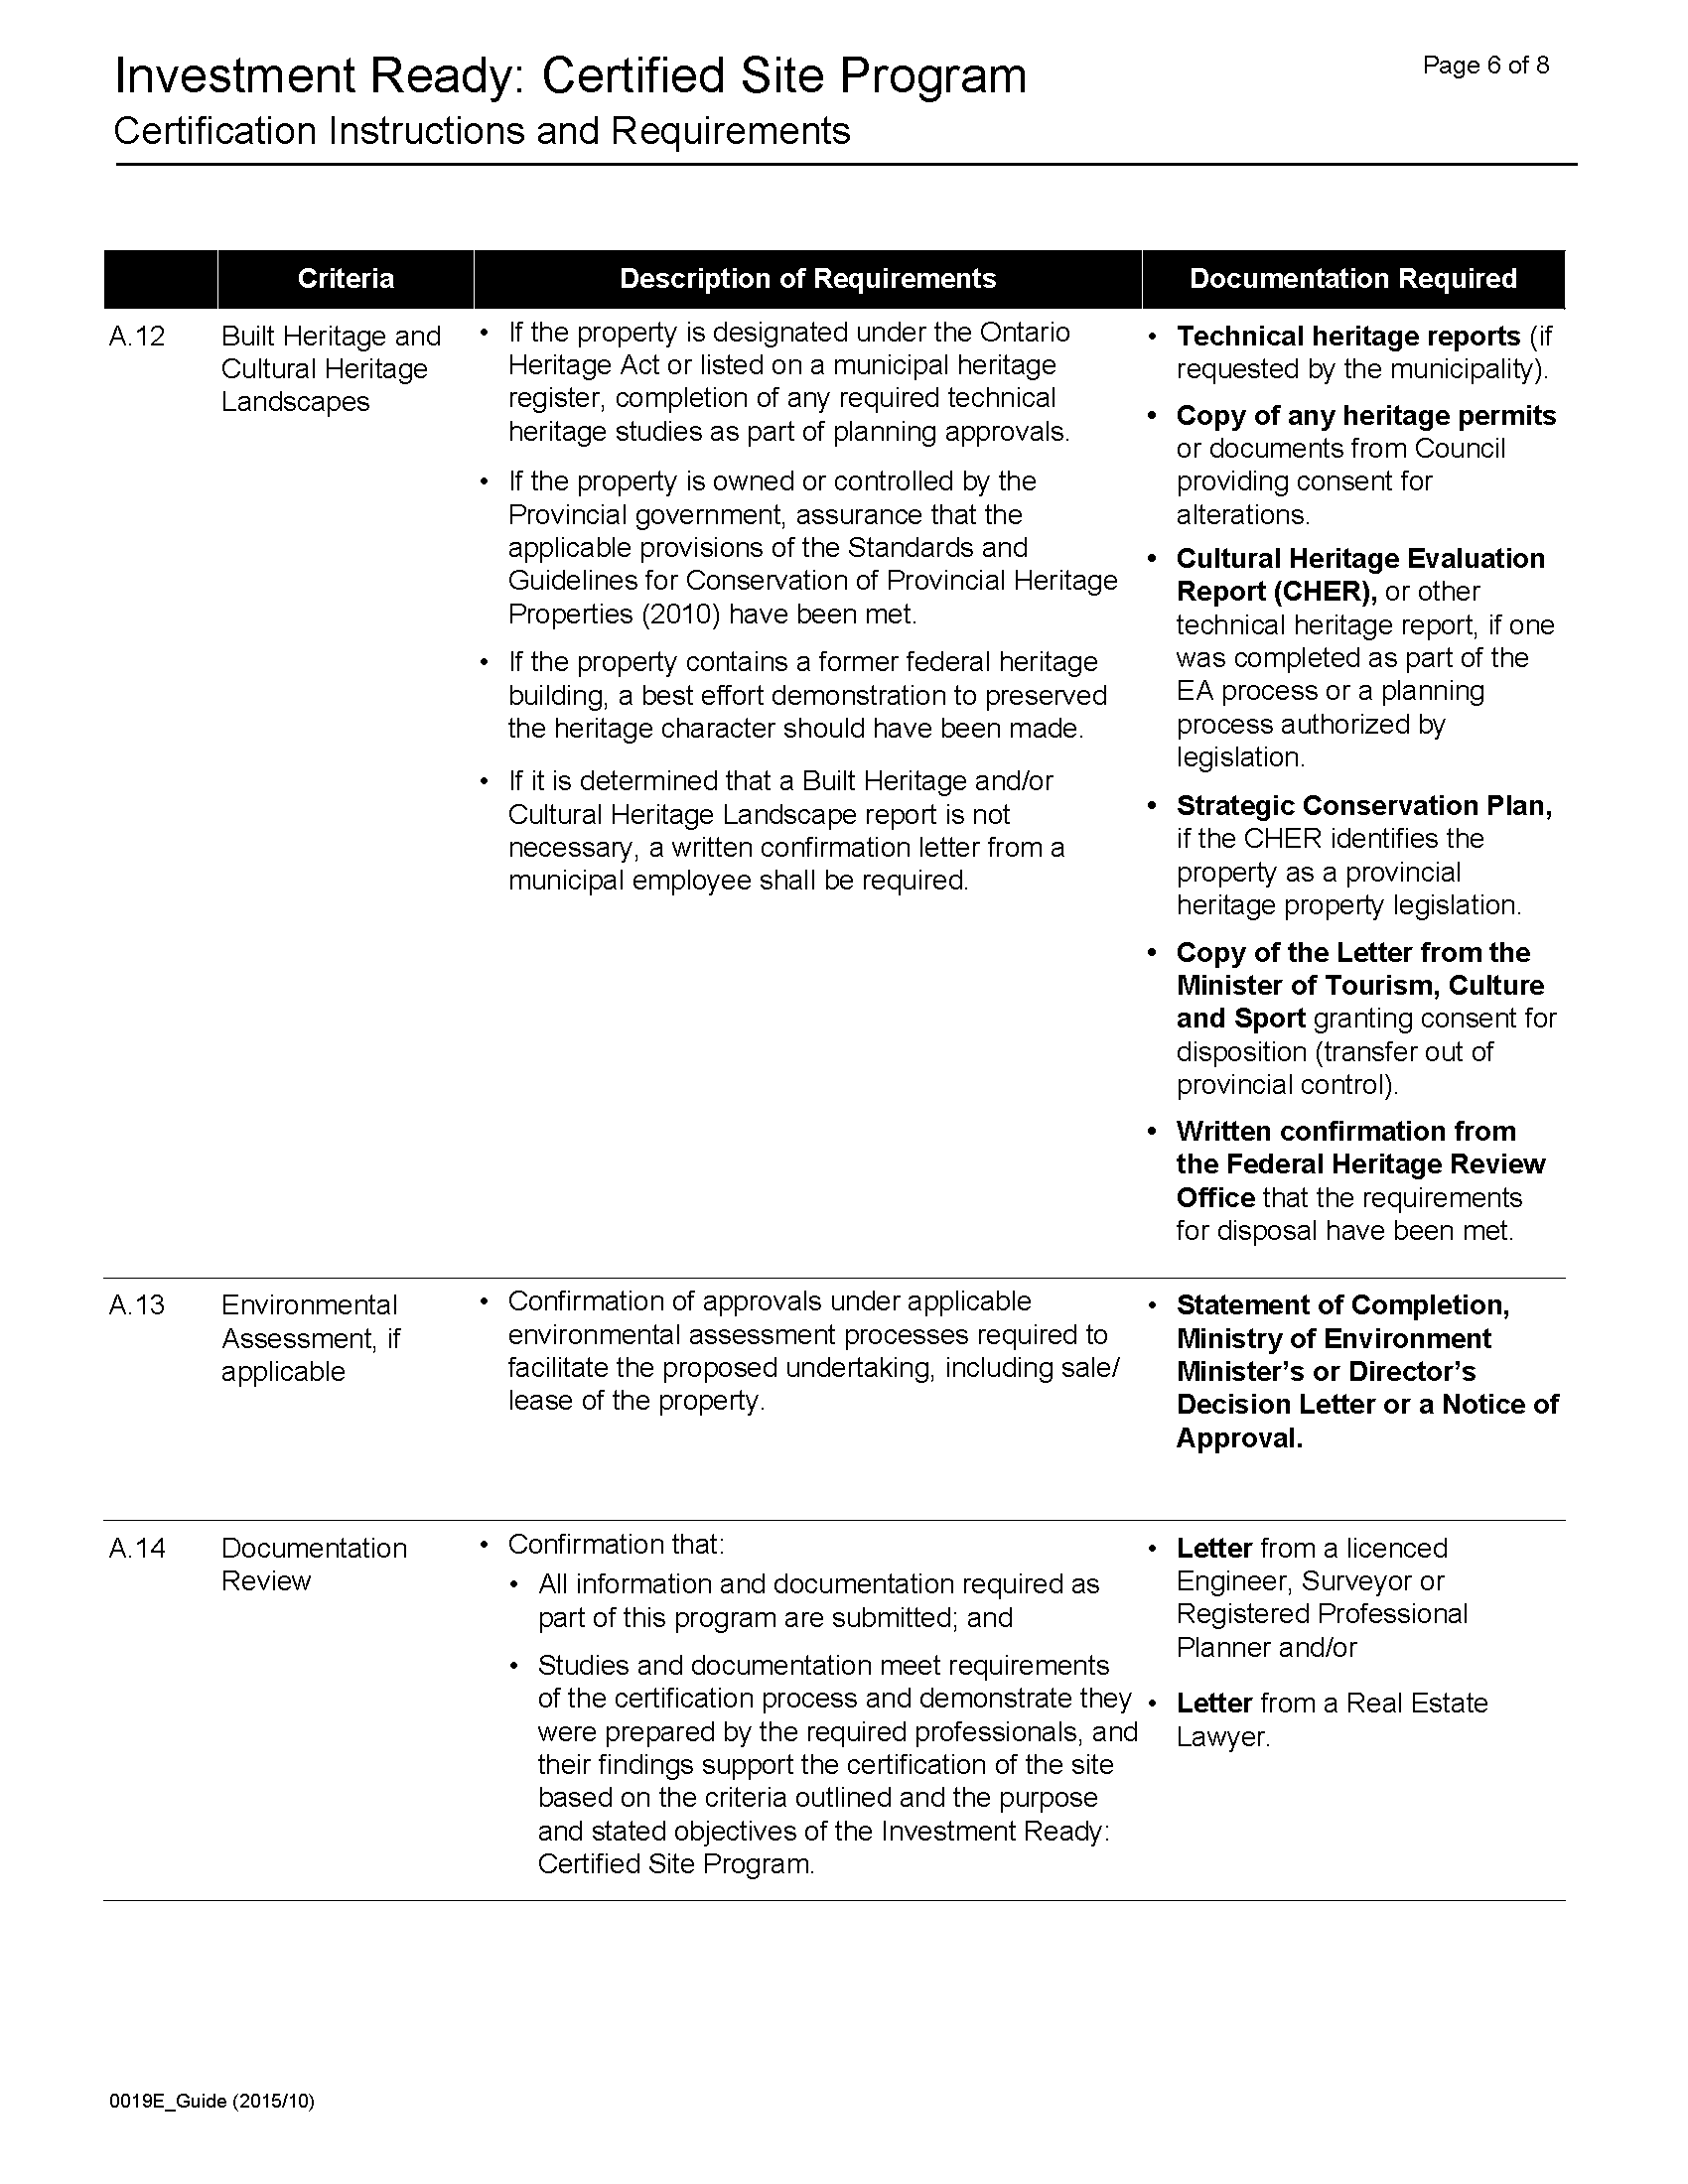 Investment Ready: Certified Site Program
Page 6 of 8
Certification Instructions and Requirements
Criteria
Description of Requirements
Documentation Required
A.12
Built Heritage and
Cultural Heritage
Landscapes
• If the property is designated under the Ontario
Heritage Act or listed on a municipal heritage
register, completion of any required technical
heritage studies as part of planning approvals.
• If the property is owned or controlled by the
Provincial government, assurance that the
applicable provisions of the Standards and
Guidelines for Conservation of Provincial Heritage
Properties (2010) have been met.
• If the property contains a former federal heritage
building, a best effort demonstration to preserved
the heritage character should have been made.
• If it is determined that a Built Heritage and/or
Cultural Heritage Landscape report is not
necessary, a written confirmation letter from a
municipal employee shall be required.
• Technical heritage reports (if
requested by the municipality).
• Copy of any heritage permits
or documents from Council
providing consent for
alterations.
• Cultural Heritage Evaluation
Report (CHER), or other
technical heritage report, if one
was completed as part of the
EA process or a planning
process authorized by
legislation.
• Strategic Conservation Plan,
if the CHER identifies the
property as a provincial
heritage property legislation.
• Copy of the Letter from the
Minister of Tourism, Culture
and Sport granting consent for
disposition (transfer out of
provincial control).
• Written confirmation from
the Federal Heritage Review
Office that the requirements
for disposal have been met.
A.13
Environmental
Assessment, if
applicable
• Confirmation of approvals under applicable
environmental assessment processes required to
facilitate the proposed undertaking, including sale/
lease of the property.
• Statement of Completion,
Ministry of Environment
Minister’s or Director’s
Decision Letter or a Notice of
Approval.
A.14
Documentation
Review
• Confirmation that:
• All information and documentation required as
part of this program are submitted; and
• Studies and documentation meet requirements
of the certification process and demonstrate they
were prepared by the required professionals, and
their findings support the certification of the site
based on the criteria outlined and the purpose
and stated objectives of the Investment Ready:
Certified Site Program.
• Letter from a licenced
Engineer, Surveyor or
Registered Professional
Planner and/or
• Letter from a Real Estate
Lawyer.
0019E_Guide (2015/10)